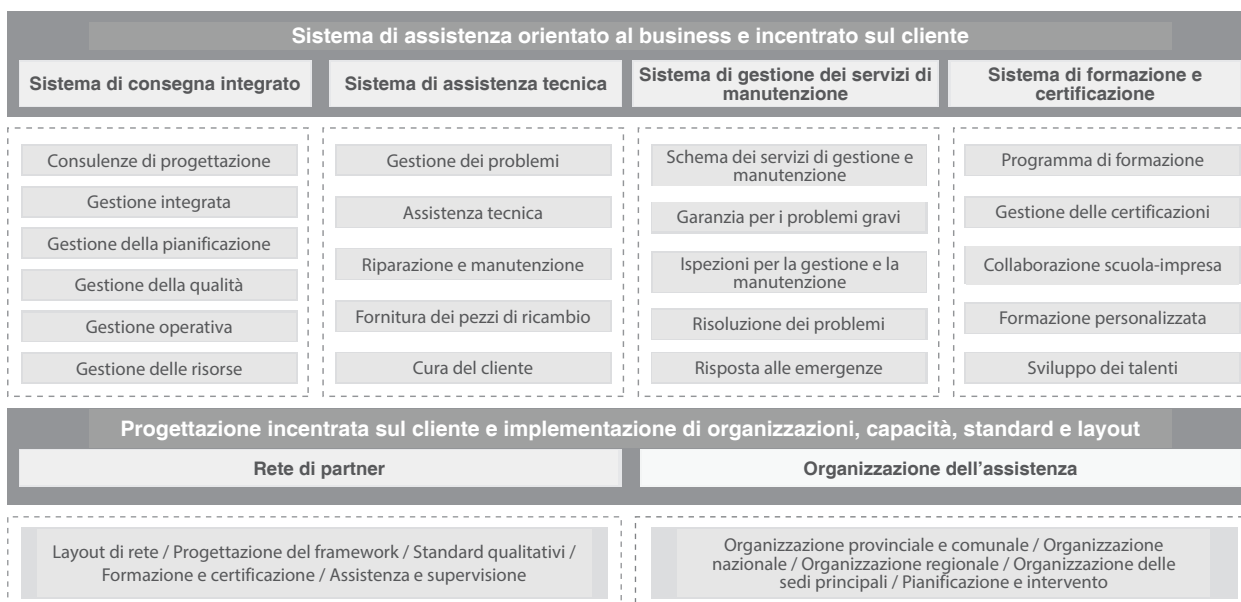 Sistema di assistenza orientato al business e incentrato sul cliente
Sistema di consegna integrato
Sistema di assistenza tecnica
Sistema di gestione dei servizi di
manutenzione
Sistema di formazione e
certificazione
Consulenze di progettazione
Gestione integrata
Gestione della pianificazione
Gestione della qualità
Gestione operativa
Gestione delle risorse
Gestione dei problemi
Assistenza tecnica
Riparazione e manutenzione
Fornitura dei pezzi di ricambio
Cura del cliente
Schema dei servizi di gestione e
manutenzione
Garanzia per i problemi gravi
Ispezioni per la gestione e la
manutenzione
Risoluzione dei problemi
Risposta alle emergenze
Programma di formazione
Gestione delle certificazioni
Collaborazione scuola-impresa
Formazione personalizzata
Sviluppo dei talenti
Progettazione incentrata sul cliente e implementazione di organizzazioni, capacità, standard e layout
Rete di partner
Organizzazione dell'assistenza
Layout di rete / Progettazione del framework / Standard qualitativi /
Formazione e certificazione / Assistenza e supervisione
Organizzazione provinciale e comunale / Organizzazione
nazionale / Organizzazione regionale / Organizzazione delle
sedi principali / Pianificazione e intervento